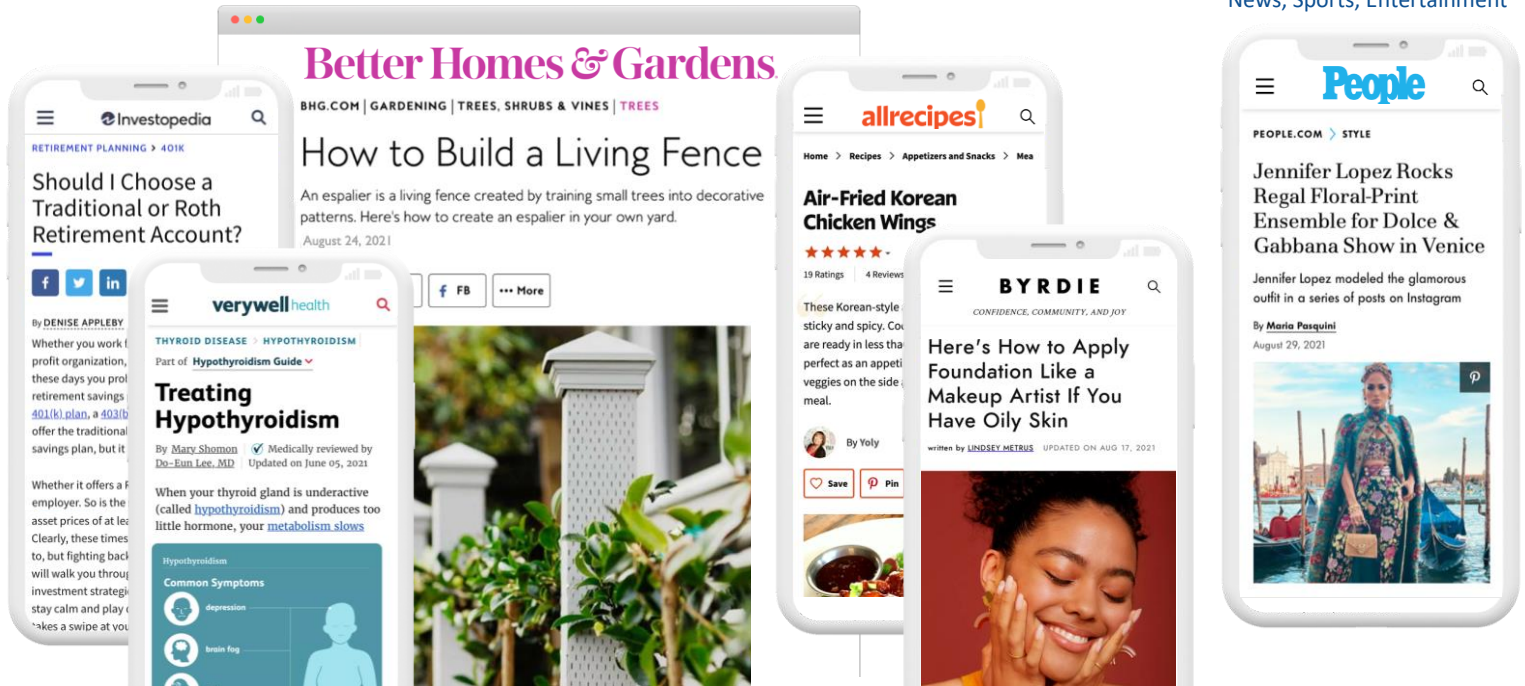 News, Sports, Entertainment
Better Homes & Gardens
BHG.COM | GARDENING | TREES, SHRUBS & VINES | TREES
How to Build a Living Fence
An espalier is a living fence created by training small trees into decorative
patterns. Here's how to create an espalier in your own yard.
August 24, 2021
FB
••• More
Investopedia
RETIREMENT PLANNING > 401K
Should I Choose a
Traditional or Roth
Retirement Account?
f
in
By DENISE APPLEBY
Whether you work
profit organization,
these days you
retirement savings
401(k) plan, a 403(b
offer the traditional
savings plan, but it
Whether it offers a
employer. So is the
asset prices of at
Clearly, these times
to, but fighting back
will walk you
investment
stay calm and play
takes a swipe at
verywell health
THYROID DISEASE > HYPOTHYROIDISM
Part of Hypothyroidism Guide
Treating
Hypothyroidism
By Mary Shomon Medically reviewed by
Do-Eun Lee, MD Updated on June 05, 2021
When your thyroid gland is underactive
(called hypothyroidism) and produces too
little hormone, your metabolism slows
Hypothyroidism
Common Symptoms
depression
brain fog
allrecipes
Home > Recipes > Appetizers and Snacks > Mea
Air-Fried Korean
Chicken Wings
19 Ratings 4 Reviews
These Korean-style
sticky and spicy.
are ready in less
perfect as an
veggies on the side
meal.
By Yoly
Save
Pin
BYRDIE
CONFIDENCE, COMMUNITY, AND JOY
Here's How to Apply
Foundation Like a
Makeup Artist If You
Have Oily Skin
written by LINDSEY METRUS UPDATED ON AUG 17, 2021
People
PEOPLE.COM > STYLE
Jennifer Lopez Rocks
Regal Floral-Print
Ensemble for Dolce &
Gabbana Show in Venice
Jennifer Lopez modeled the glamorous
outfit in a series of posts on Instagram
By Maria Pasquini
August 29, 2021